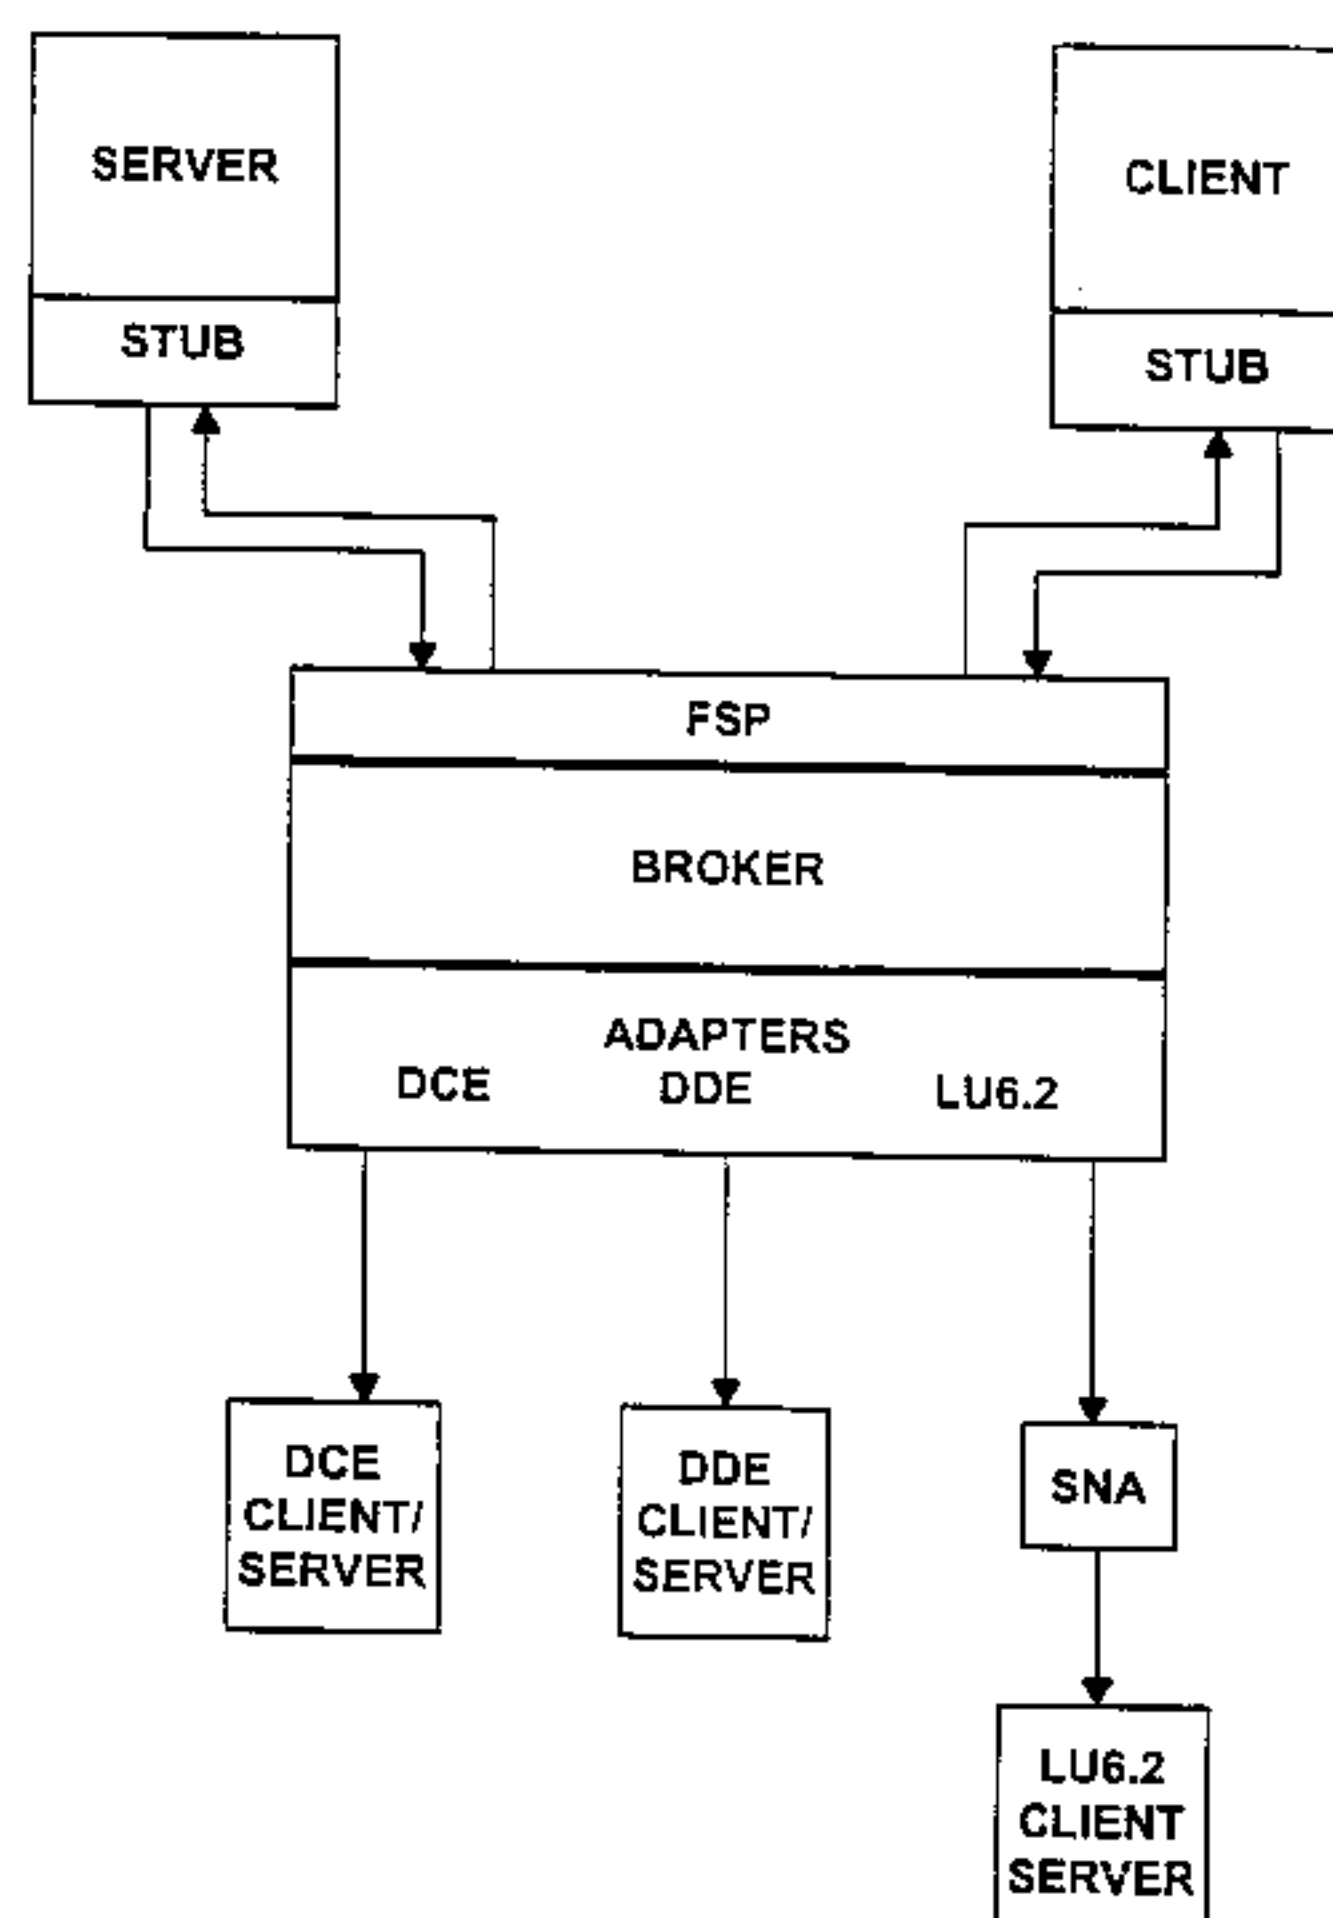 SERVER
STUB
CLIENT
STUB
FSP
BROKER
ADAPTERS
DCE DDE LU6.2
DCE
CLIENT/
SERVER
DDE
CLIENT/
SERVER
SNA
LU6.2
CLIENT
SERVER